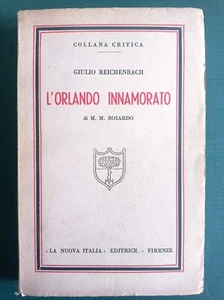 COLLANA CRITICA
GIULIO REICHENBACH
L'ORLANDO INNAMORATO
di M. M. BOIARDO
« LA NUOVA ITALIA » EDITRICE - FIRENZE